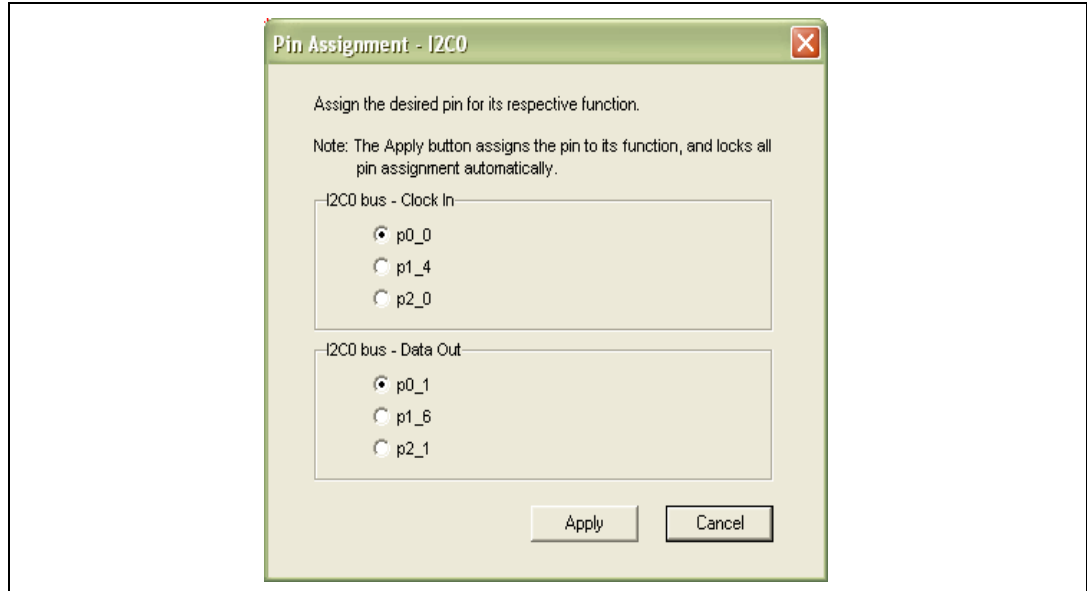 Pin Assignment - I2C0
Assign the desired pin for its respective function.
Note: The Apply button assigns the pin to its function, and locks all
pin assignment automatically.
I2C0 bus - Clock In
p0_0
p1_4
p2_0
I2C0 bus - Data Out
p0_1
p1_6
p2_1
Apply Cancel